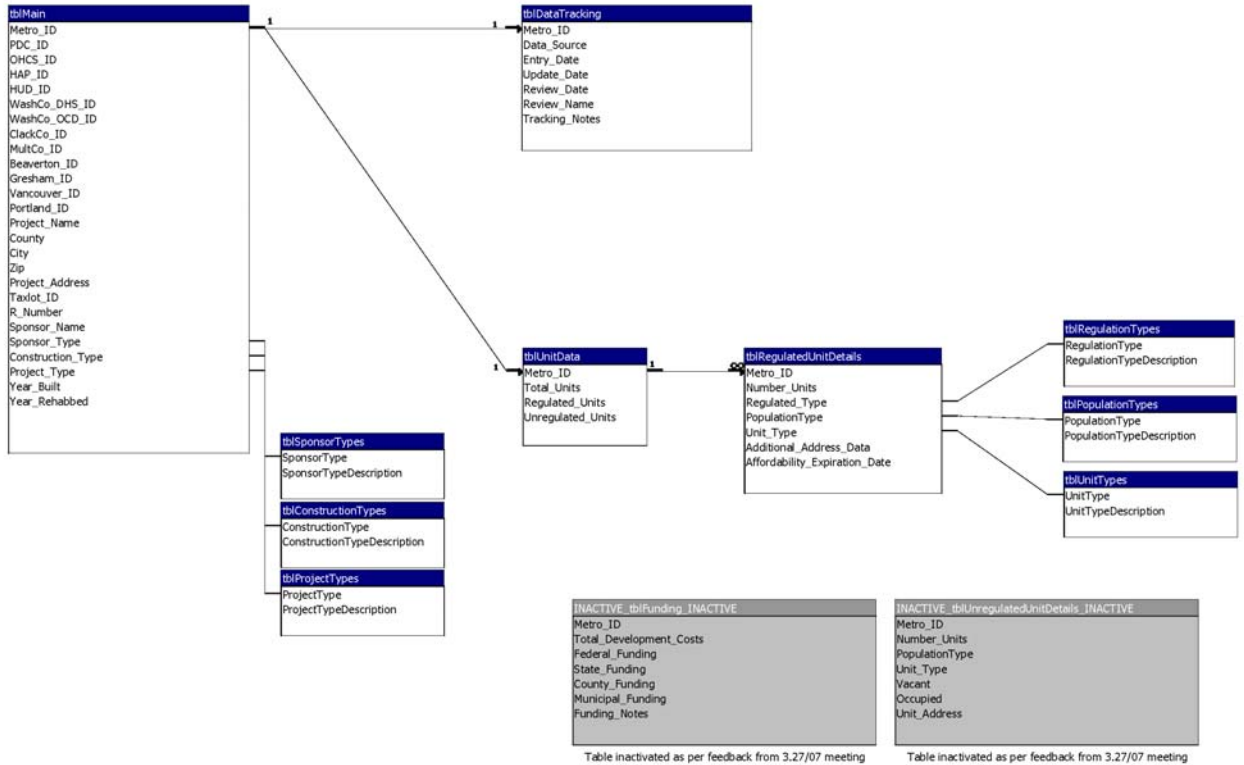 tblMain
Metro_ID
PDC_ID
OHCS_ID
HAP_ID
HUD_ID
WashCo_DHS_ID
WashCo_OCD_ID
ClackCo_ID
MultCo_ID
Beaverton_ID
Gresham_ID
Vancouver_ID
Portland_ID
Project_Name
County
City
Zip
Project_Address
Taxlot_ID
R_Number
Sponsor_Name
Sponsor_Type
Construction_Type
Project_Type
Year_Built
Year_Rehabbed
1
1
tblDataTracking
Metro_ID
Data_Source
Entry_Date
Update_Date
Review_Date
Review_Name
Tracking_Notes
tblSponsorTypes
SponsorType
SponsorTypeDescription
tblConstructionTypes
ConstructionType
ConstructionTypeDescription
tblProjectTypes
ProjectType
ProjectTypeDescription
1
tblUnitData
Metro_ID
Total_Units
Regulated_Units
Unregulated_Units
1
∞
tblRegulatedUnitDetails
Metro_ID
Number_Units
Regulated_Type
PopulationType
Unit_Type
Additional_Address_Data
Affordability_Expiration_Date
tblRegulationTypes
RegulationType
RegulationTypeDescription
tblPopulationTypes
PopulationType
PopulationTypeDescription
tblUnitTypes
UnitType
UnitTypeDescription
INACTIVE_tblFunding_INACTIVE
Metro_ID
Total_Development_Costs
Federal_Funding
State_Funding
County_Funding
Municipal_Funding
Funding_Notes
Table inactivated as per feedback from 3.27/07 meeting
INACTIVE_tblUnregulatedUnitDetails_INACTIVE
Metro_ID
Number_Units
PopulationType
Unit_Type
Vacant
Occupied
Unit_Address
Table inactivated as per feedback from 3.27/07 meeting